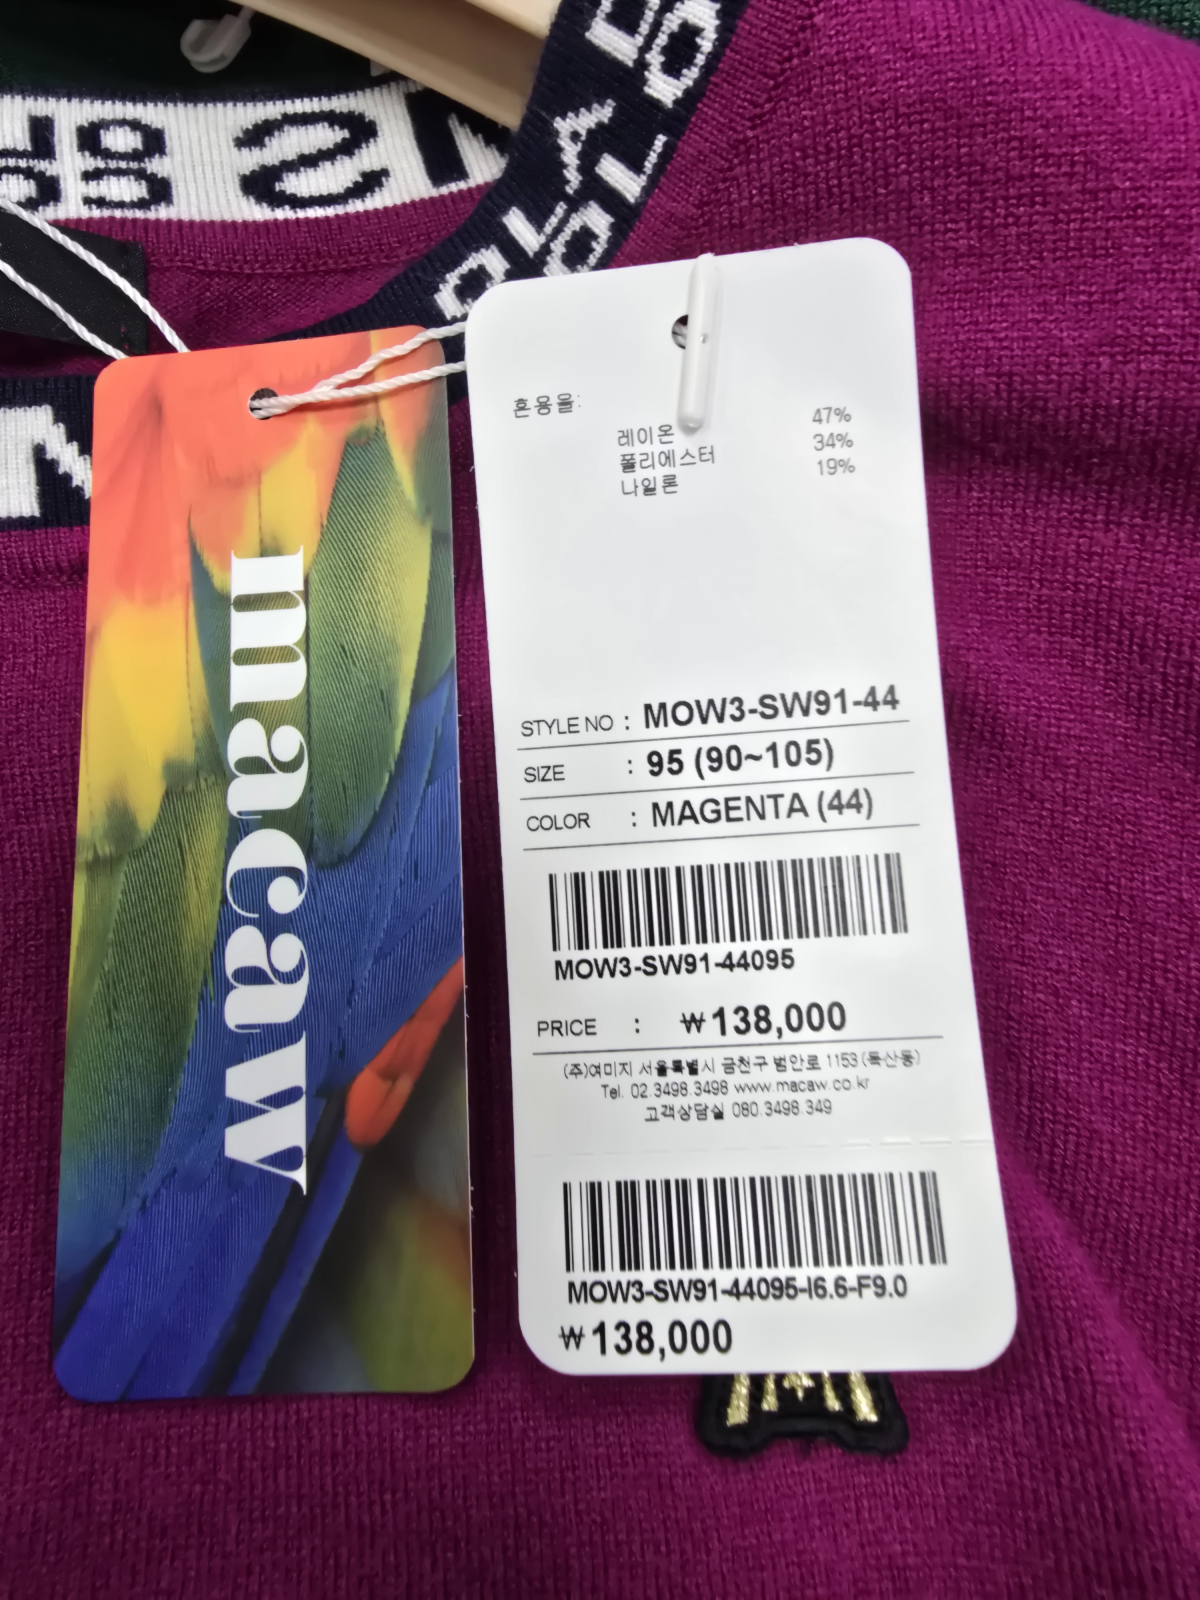 macaw
혼용율:
레이온 47%
폴리에스터 34%
나일론 19%
STYLE NO : MOW3-SW91-44
SIZE : 95 (90~105)
COLOR : MAGENTA (44)
MOW3-SW91-44095
PRICE : ₩138,000
(주)여미지 서울특별시 금천구 범안로 1153 (독산동)
Tel. 02.3498.3498 www.macaw.co.kr
고객상담실 080.3498.349
MOW3-SW91-44095-I6.6-F9.0
₩138,000